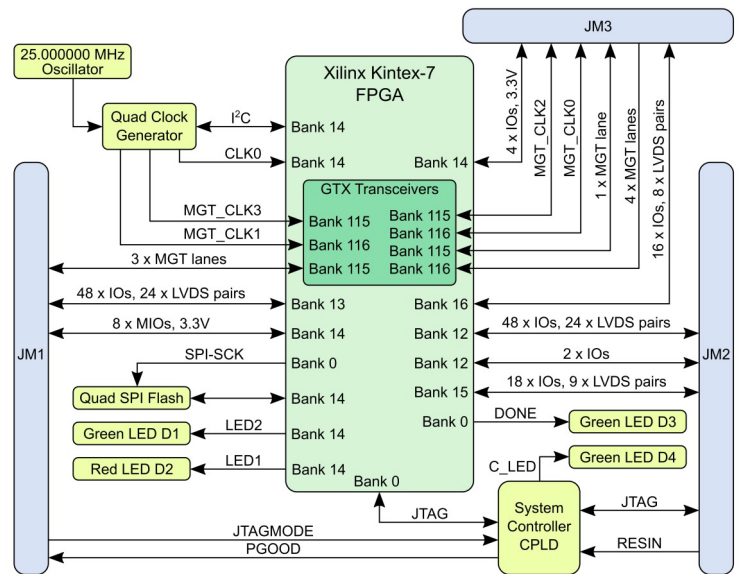 JM3
25.000000 MHz
Oscillator
Xilinx Kintex-7
FPGA
Quad Clock
Generator
I²C
Bank 14
CLK0
Bank 14
Bank 14
4 x IOs, 3.3V
MGT_CLK2
MGT_CLK0
1 x MGT lane
4 x MGT lanes
16 x IOs, 8 x LVDS pairs
GTX Transceivers
MGT_CLK3
Bank 115
Bank 115
MGT_CLK1
Bank 116
Bank 116
Bank 115
3 x MGT lanes
Bank 115
Bank 116
48 x IOs, 24 x LVDS pairs
Bank 13
Bank 16
8 x MIOs, 3.3V
Bank 14
Bank 12
48 x IOs, 24 x LVDS pairs
JM1
SPI-SCK
Bank 0
Bank 12
2 x IOs
JM2
Quad SPI Flash
Bank 14
Bank 15
18 x IOs, 9 x LVDS pairs
Green LED D1
LED2
Bank 14
Bank 0
DONE
Green LED D3
Red LED D2
LED1
Bank 14
C_LED
Green LED D4
Bank 0
JTAG
System
Controller
CPLD
JTAG
JTAGMODE
PGOOD
RESIN